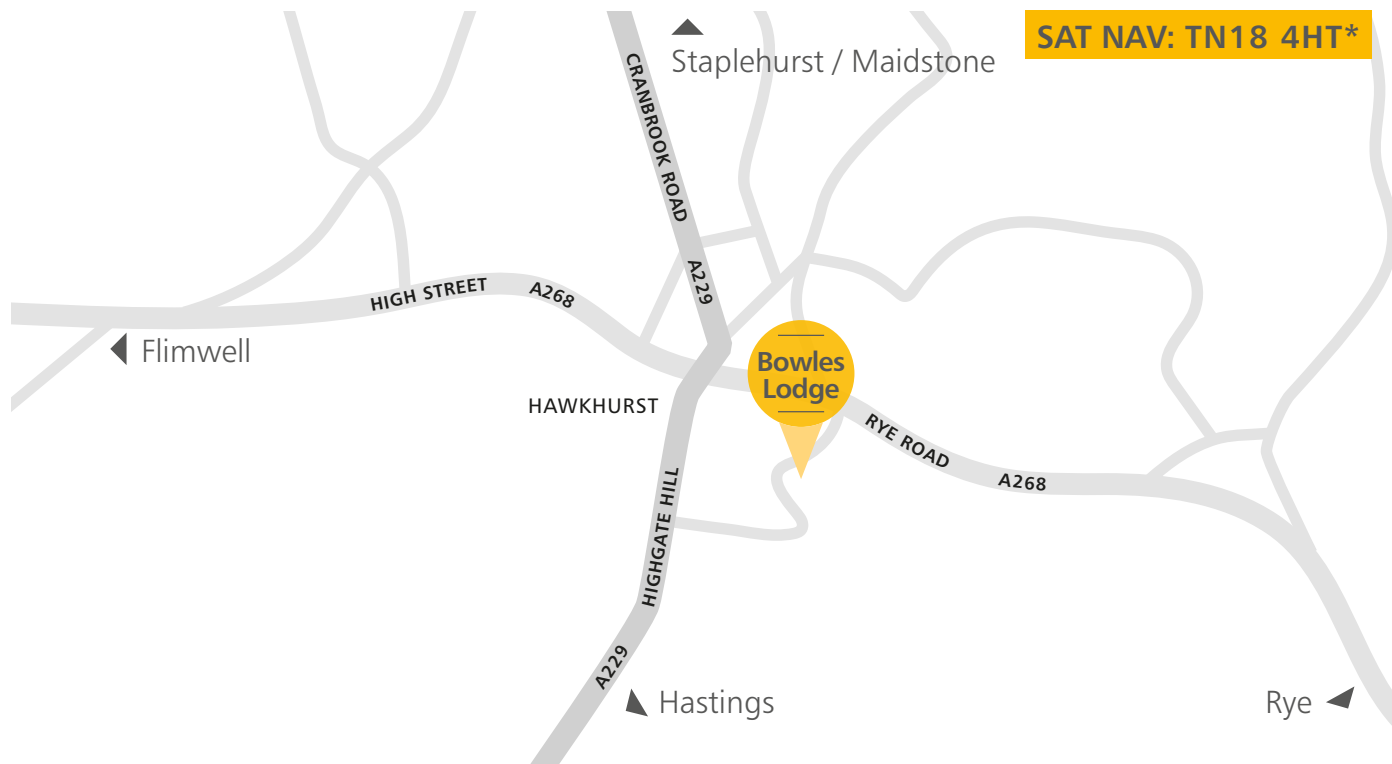 SAT NAV: TN18 4HT*
Staplehurst / Maidstone
CRANBROOK ROAD
A229
HIGH STREET
A268
Flimwell
Bowles
Lodge
HAWKHURST
RYE ROAD
A268
HIGHGATE HILL
A229
Hastings
Rye